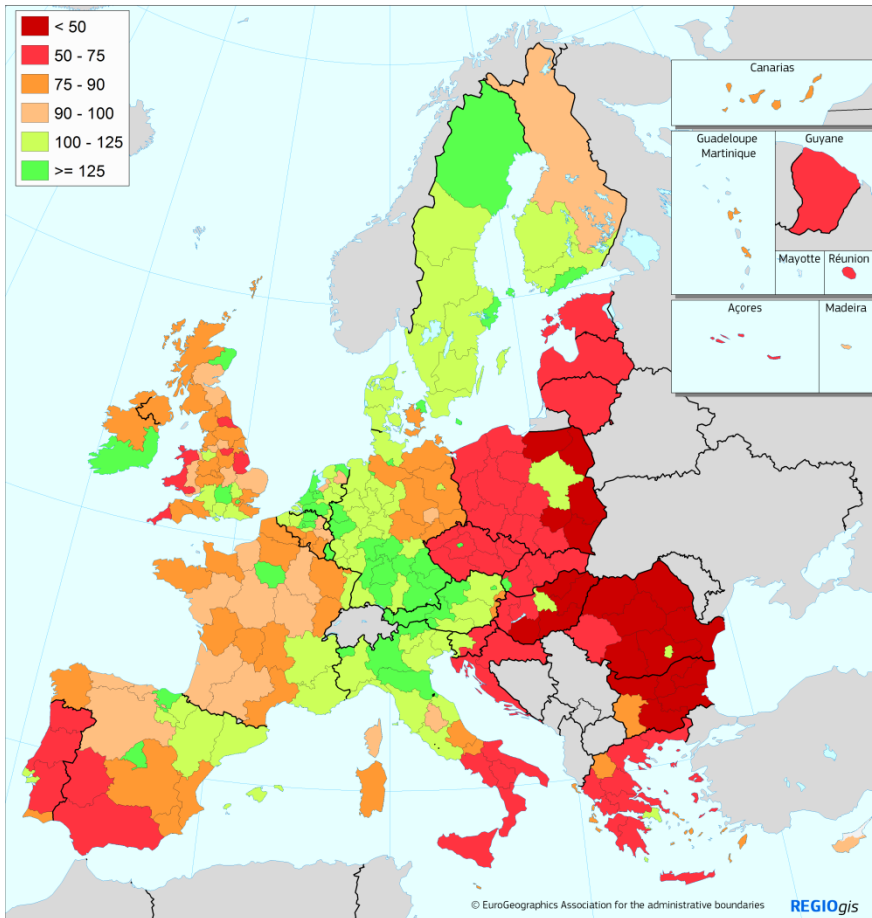 < 50
50 - 75
75 - 90
90 - 100
100 - 125
>= 125
Canarias
Guadeloupe
Martinique
Guyane
Mayotte
Réunion
Açores
Madeira
© EuroGeographics Association for the administrative boundaries
REGIOgis